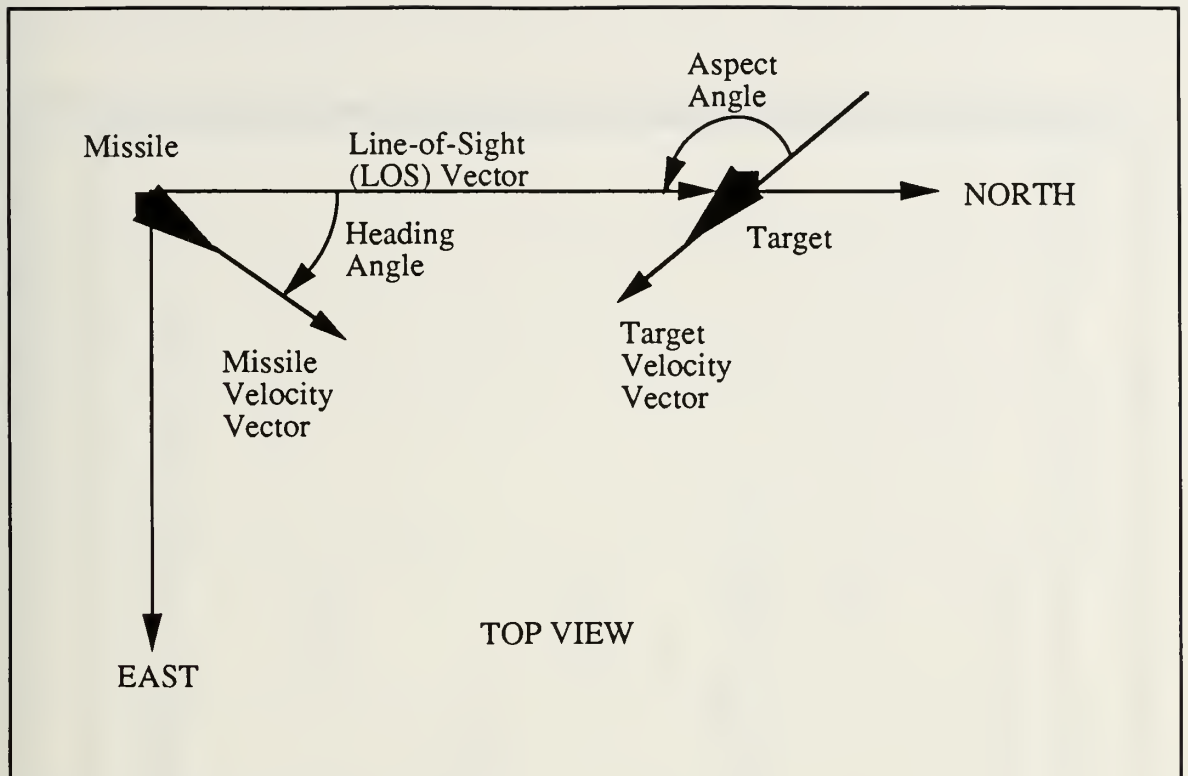 Aspect
Angle
Missile
Line-of-Sight
(LOS) Vector
NORTH
Heading
Angle
Target
Missile
Velocity
Vector
Target
Velocity
Vector
TOP VIEW
EAST